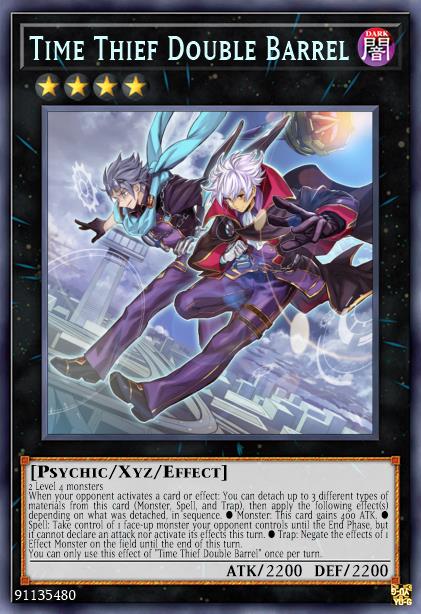 TIME THIEF DOUBLE BARREL
DARK
闇
[PSYCHIC/XYZ/EFFECT]
2 Level 4 monsters
When your opponent activates a card or effect: You can detach up to 3 different types of
materials from this card (Monster, Spell, and Trap), then apply the following effect(s)
depending on what was detached, in sequence. ● Monster: This card gains 400 ATK. ●
Spell: Take control of 1 face-up monster your opponent controls until the End Phase, but
it cannot declare an attack nor activate its effects this turn. ● Trap: Negate the effects of 1
Effect Monster on the field until the end of this turn.
You can only use this effect of "Time Thief Double Barrel" once per turn.
ATK/2200 DEF/2200
91135480